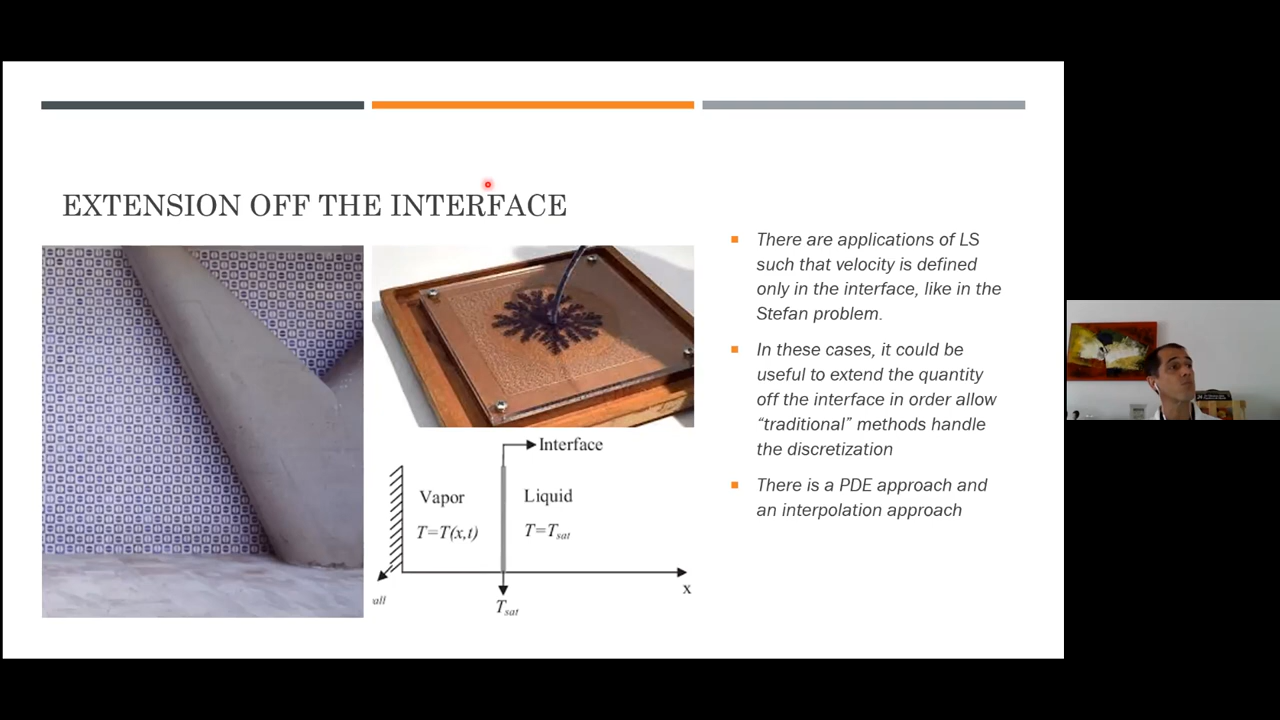 EXTENSION OFF THE INTERFACE
There are applications of LS
such that velocity is defined
only in the interface, like in the
Stefan problem.
In these cases, it could be
useful to extend the quantity
off the interface in order allow
“traditional” methods handle
the discretization
There is a PDE approach and
an interpolation approach
Interface
Vapor
Liquid
T=T(x,t)
T=Tsat
x
all
Tsat